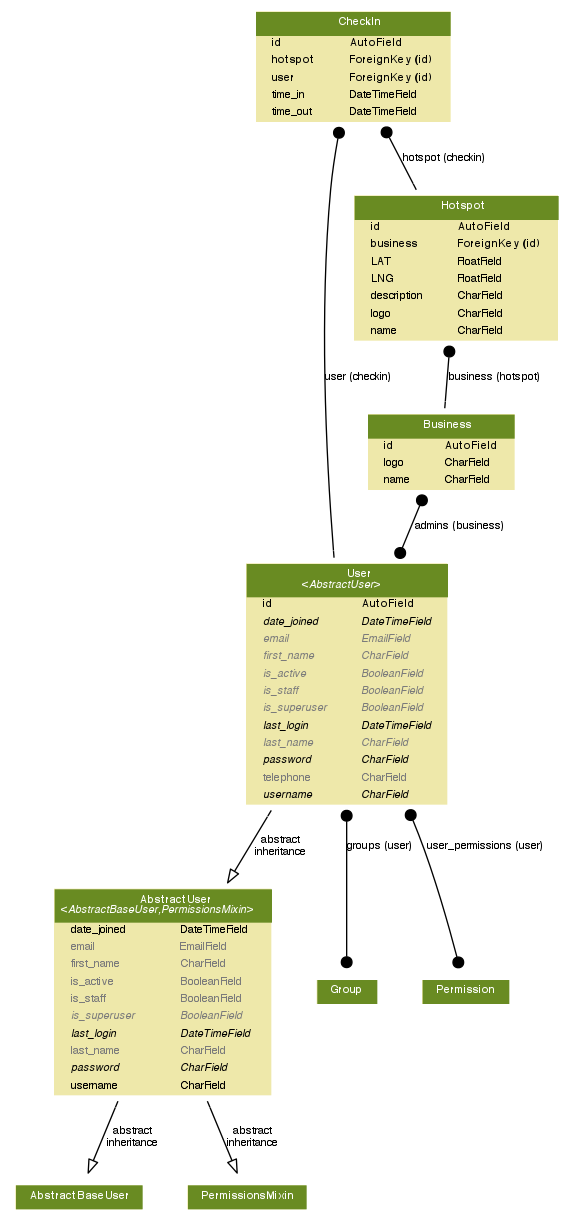 CheckIn
id AutoField
hotspot ForeignKey (id)
user ForeignKey (id)
time_in DateTimeField
time_out DateTimeField
hotspot (checkin)
Hotspot
id AutoField
business ForeignKey (id)
LAT FloatField
LNG FloatField
description CharField
logo CharField
name CharField
user (checkin)
business (hotspot)
Business
id AutoField
logo CharField
name CharField
admins (business)
User
<AbstractUser>
id AutoField
date_joined DateTimeField
email EmailField
first_name CharField
is_active BooleanField
is_staff BooleanField
is_superuser BooleanField
last_login DateTimeField
last_name CharField
password CharField
telephone CharField
username CharField
abstract
inheritance
groups (user)
user_permissions (user)
AbstractUser
<AbstractBaseUser,PermissionsMixin>
date_joined DateTimeField
email EmailField
first_name CharField
is_active BooleanField
is_staff BooleanField
is_superuser BooleanField
last_login DateTimeField
last_name CharField
password CharField
username CharField
Group
Permission
abstract
inheritance
abstract
inheritance
AbstractBaseUser
PermissionsMixin